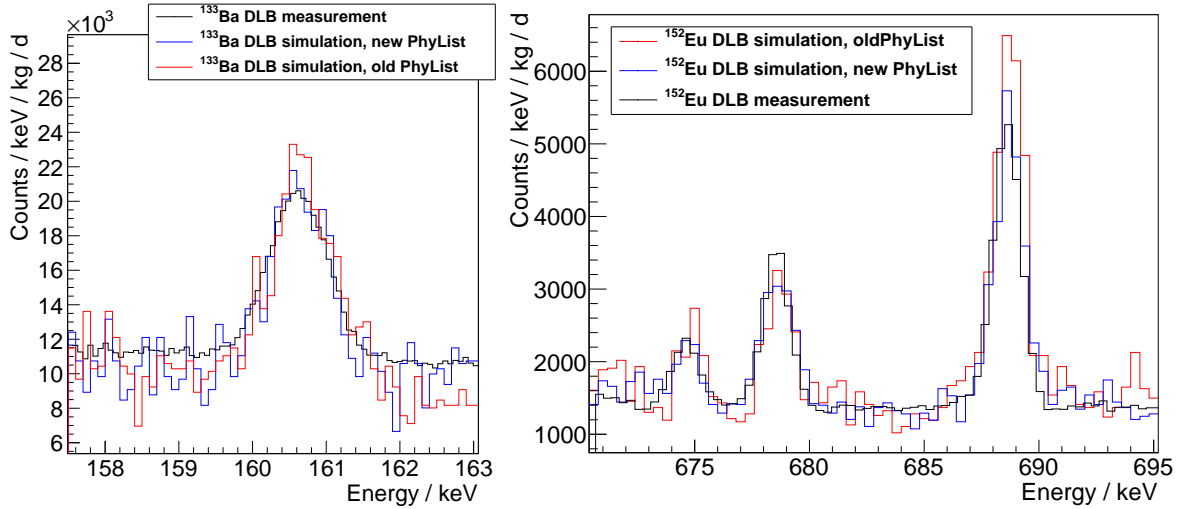 ×10³
¹³³Ba DLB measurement
¹³³Ba DLB simulation, new PhyList
¹³³Ba DLB simulation, old PhyList
Counts / keV / kg / d
28
26
24
22
20
18
16
14
12
10
8
6
158 159 160 161 162 163
Energy / keV
¹⁵²Eu DLB simulation, oldPhyList
¹⁵²Eu DLB simulation, new PhyList
¹⁵²Eu DLB measurement
Counts / keV / kg / d
6000
5000
4000
3000
2000
1000
675 680 685 690 695
Energy / keV